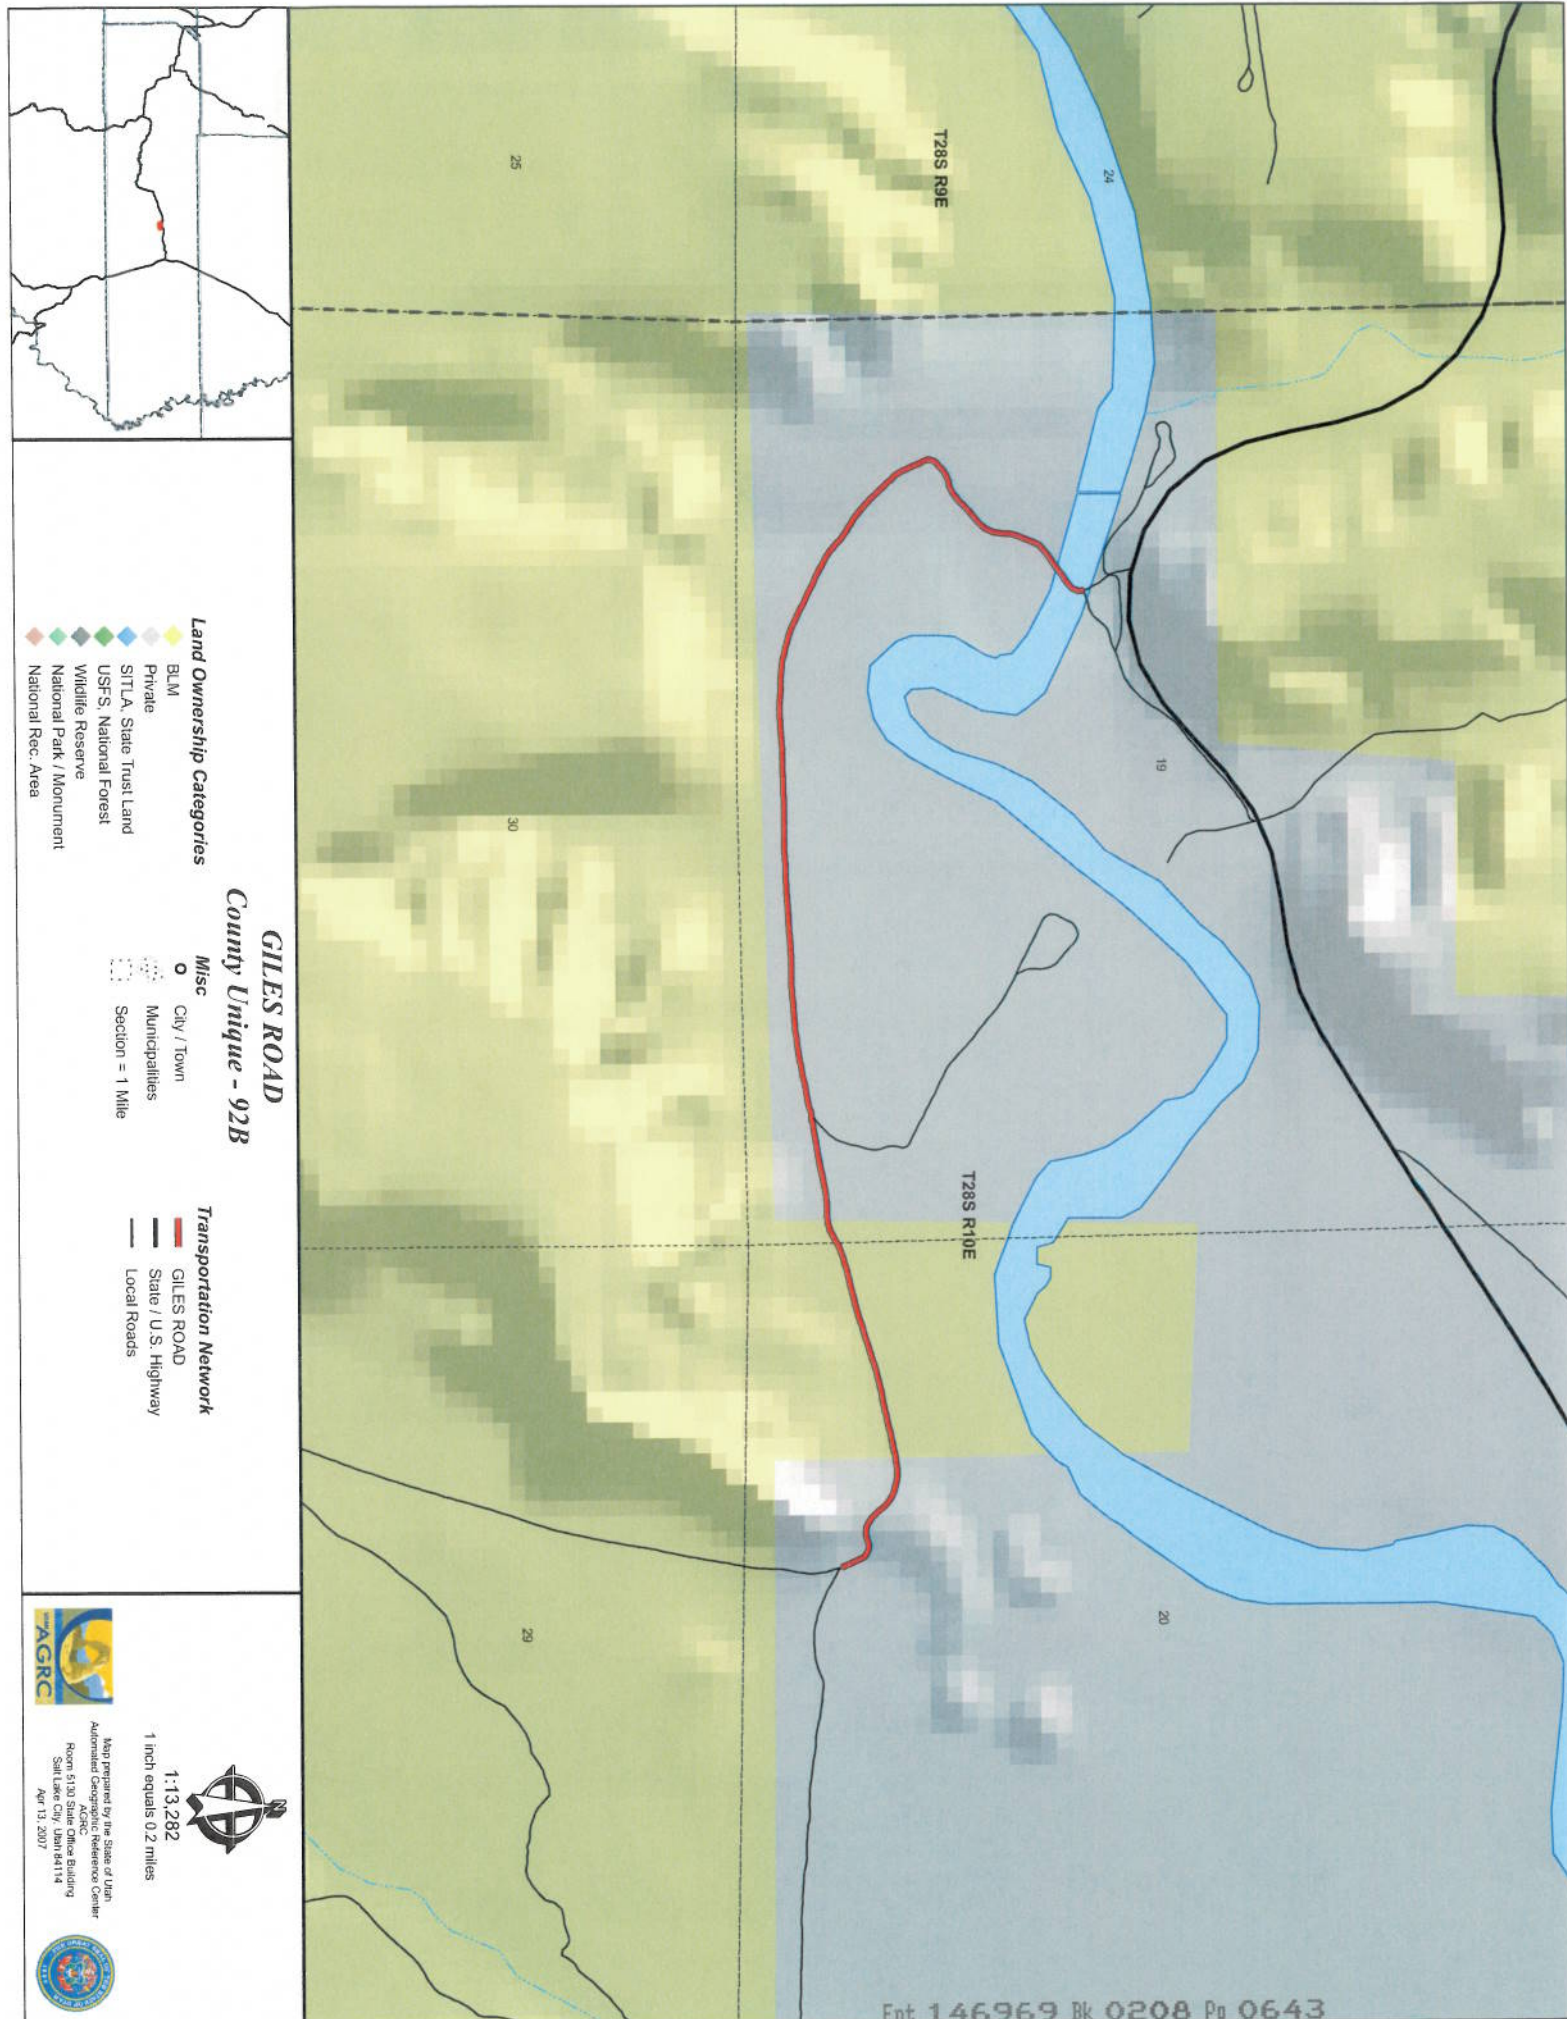 T28S R9E
24
25
19
30
T28S R10E
20
29
GILES ROAD
County Unique - 92B
Land Ownership Categories
BLM
Private
SITLA, State Trust Land
USFS, National Forest
Wildlife Reserve
National Park / Monument
National Rec. Area
Misc
City / Town
Municipalities
Section = 1 Mile
Transportation Network
GILES ROAD
State / U.S. Highway
Local Roads
N
1:13,282
1 inch equals 0.2 miles
AGRC
Map prepared by the State of Utah
Automated Geographic Reference Center
AGRC
Room 5130 State Office Building
Salt Lake City, Utah 84114
Apr 13, 2007
Ent 146969 Bk 0208 Pg 0643